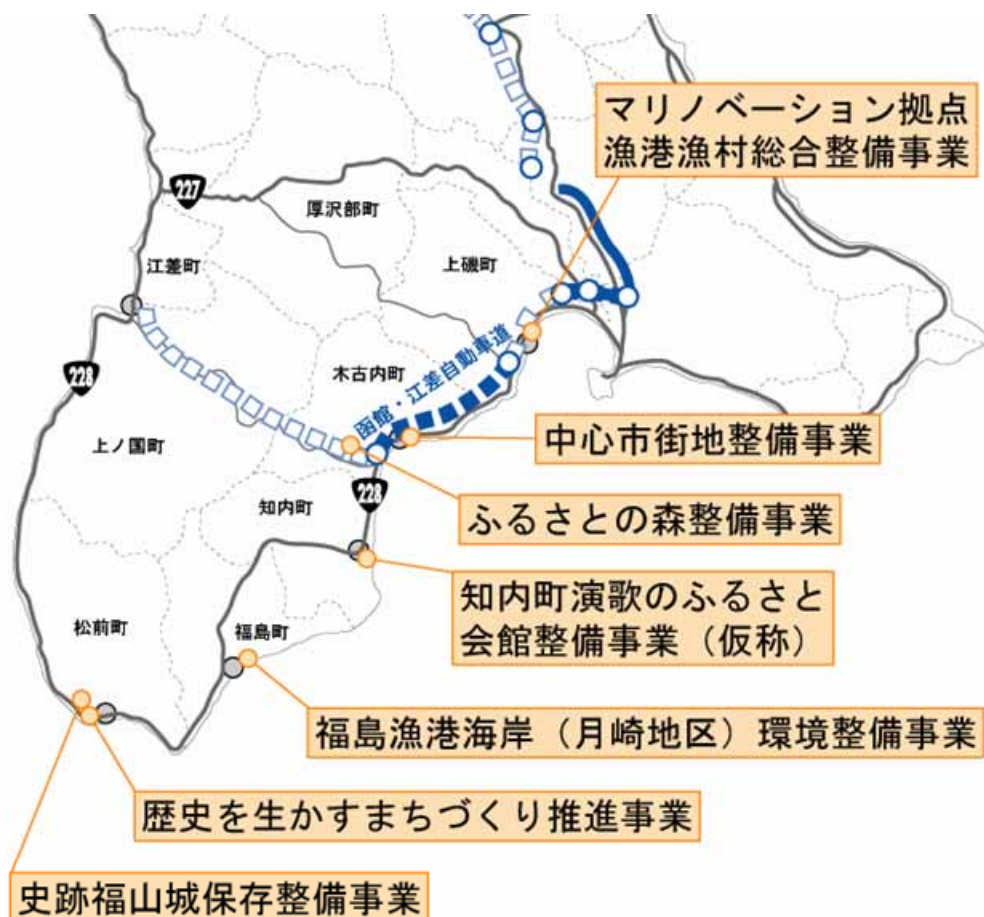 マリノベーション拠点
漁港漁村総合整備事業
227
厚沢部町
江差町
上磯町
函館・江差自動車道
228
木古内町
中心市街地整備事業
上ノ国町
228
ふるさとの森整備事業
知内町
知内町演歌のふるさと
会館整備事業（仮称）
松前町
福島町
福島漁港海岸（月崎地区）環境整備事業
歴史を生かすまちづくり推進事業
史跡福山城保存整備事業